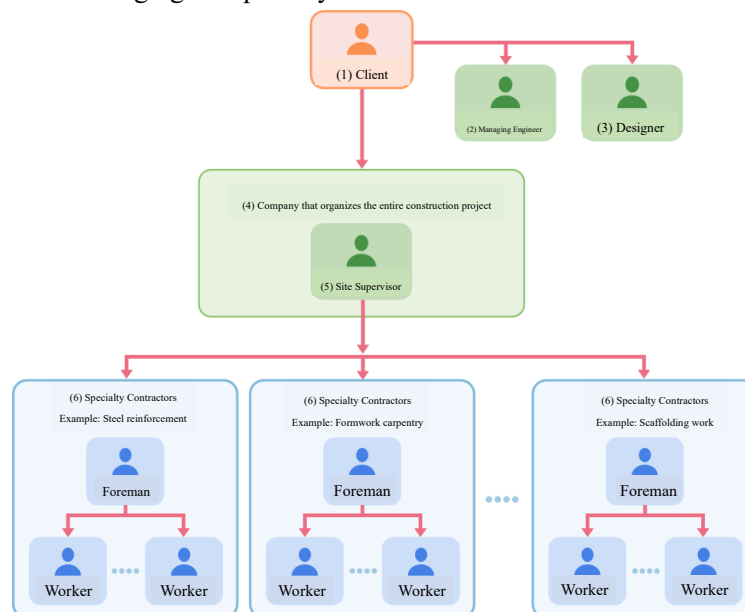 (1) Client
(2) Managing Engineer
(3) Designer
(4) Company that organizes the entire construction project
(5) Site Supervisor
(6) Specialty Contractors
Example: Steel reinforcement
Foreman
Worker
Worker
(6) Specialty Contractors
Example: Formwork carpentry
Foreman
Worker
Worker
(6) Specialty Contractors
Example: Scaffolding work
Foreman
Worker
Worker